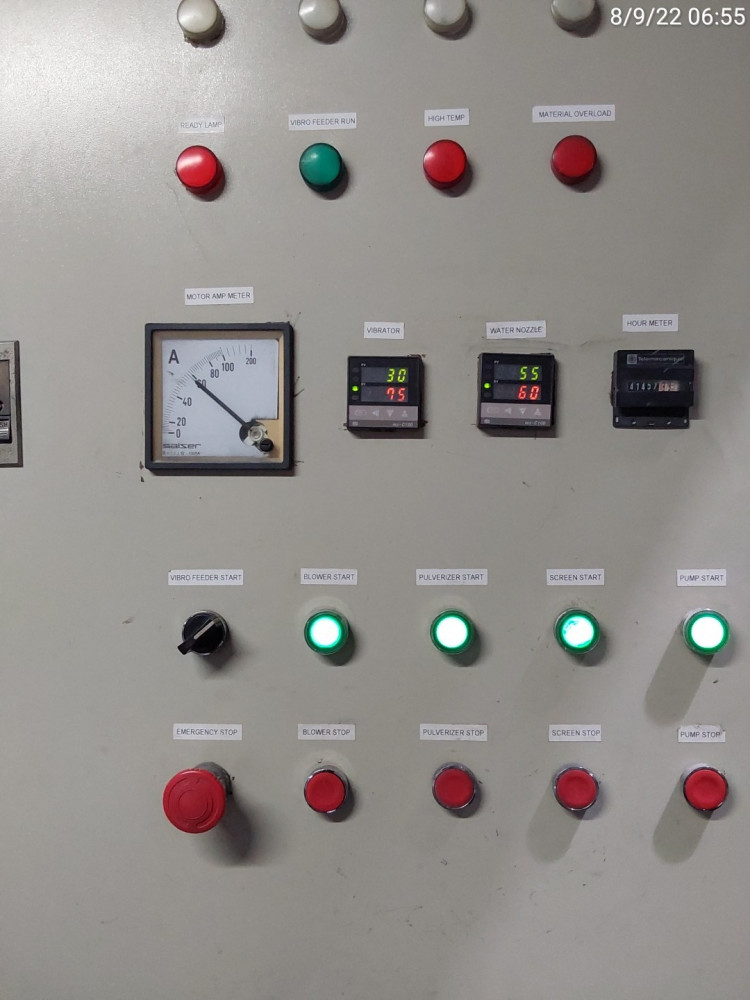 8/9/22 06:55
READY LAMP
VIBRO FEEDER RUN
HIGH TEMP
MATERIAL OVERLOAD
MOTOR AMP METER
VIBRATOR
WATER NOZZLE
HOUR METER
A
0
20
40
60
80
100
200
30
75
55
60
VIBRO FEEDER START
BLOWER START
PULVERIZER START
SCREEN START
PUMP START
EMERGENCY STOP
BLOWER STOP
PULVERIZER STOP
SCREEN STOP
PUMP STOP